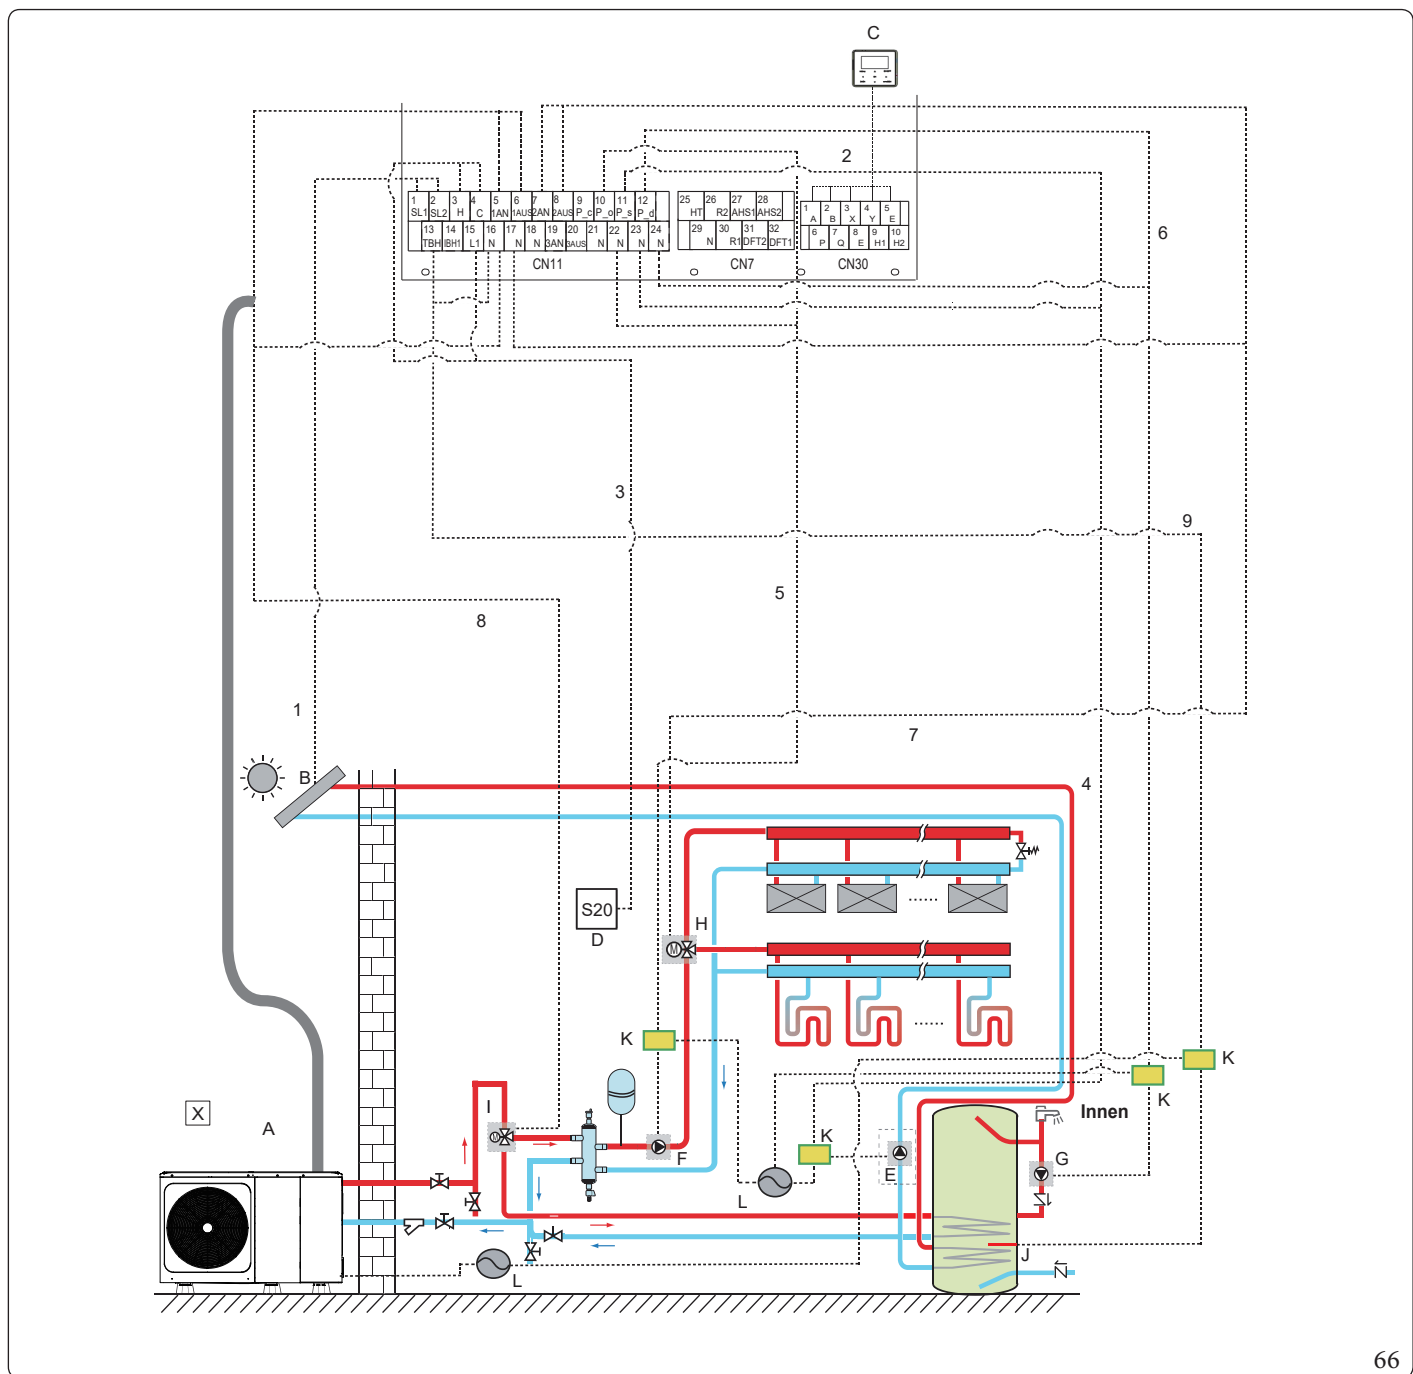 C
2
1 2 3 4 5 6 7 8 9 10 11 12
SL1 SL2 H C 1AN 1AUS 2AN 2AUS P_c P_o P_s P_d
13 14 15 16 17 18 19 20 21 22 23 24
TBH IBH1 L1 N N N 3AN 3AUS N N N N
CN11
25 26 27 28
HT R2 AHS1 AHS2
29 30 31 32
N R1 DFT2 DFT1
CN7
1 2 3 4 5
A B X Y E
6 7 8 9 10
P Q E H1 H2
CN30
6
3
9
5
8
1
7
B
4
S20
D
H
M
K
K
K
Innen
X
A
I
M
F
K
E
G
L
J
L
66